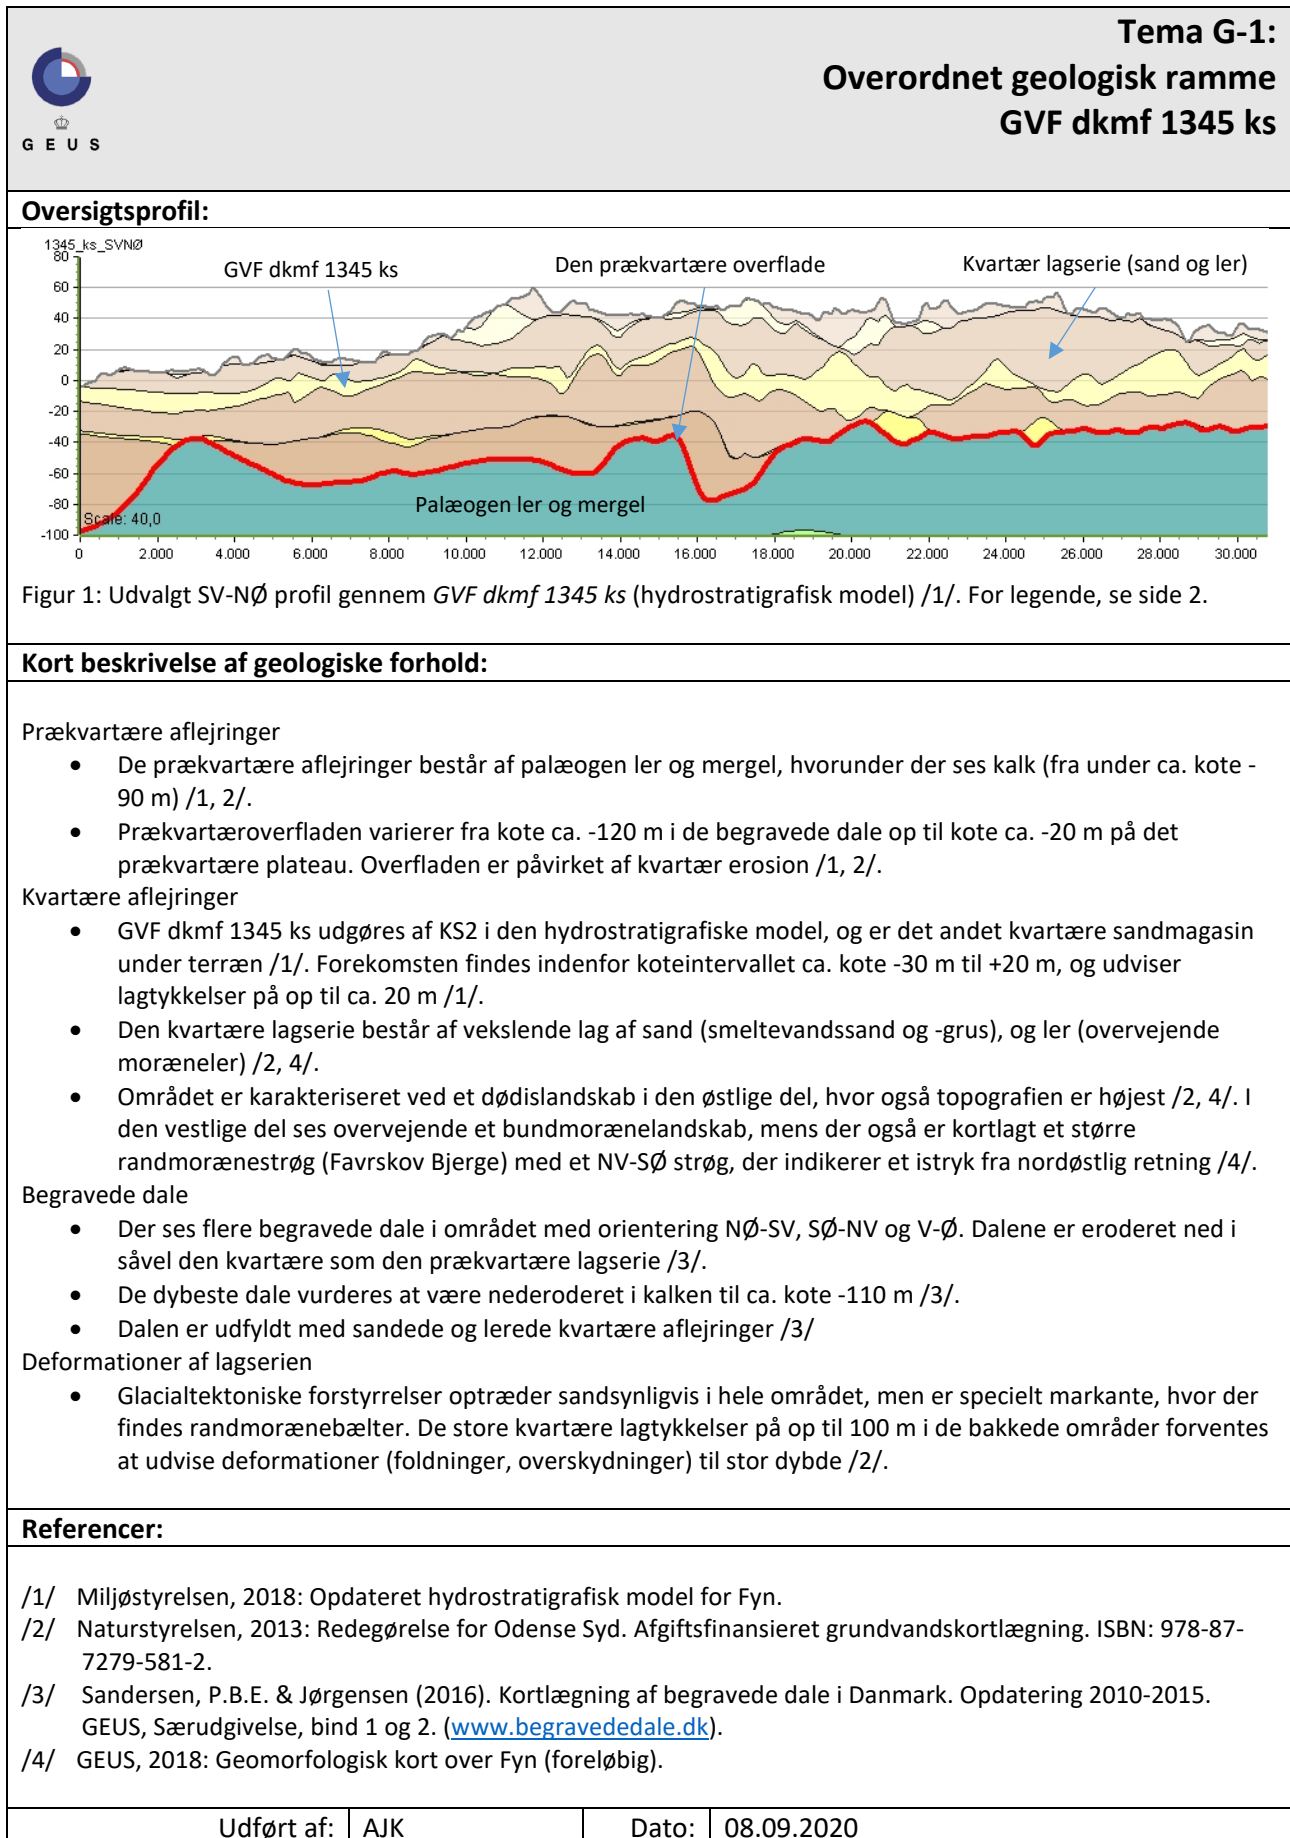 Tema G-1:
Overordnet geologisk ramme
GVF dkmf 1345 ks
G E U S
Oversigtsprofil:
1345_ks_SVNØ
GVF dkmf 1345 ks
Den prækvartære overflade
Kvartær lagserie (sand og ler)
80
60
40
20
0
-20
-40
-60
-80
-100
Palæogen ler og mergel
Scale: 40,0
0 2.000 4.000 6.000 8.000 10.000 12.000 14.000 16.000 18.000 20.000 22.000 24.000 26.000 28.000 30.000
Figur 1: Udvalgt SV-NØ profil gennem GVF dkmf 1345 ks (hydrostratigrafisk model) /1/. For legende, se side 2.
Kort beskrivelse af geologiske forhold:
Prækvartære aflejringer
• De prækvartære aflejringer består af palæogen ler og mergel, hvorunder der ses kalk (fra under ca. kote -
90 m) /1, 2/.
• Prækvartæroverfladen varierer fra kote ca. -120 m i de begravede dale op til kote ca. -20 m på det
prækvartære plateau. Overfladen er påvirket af kvartær erosion /1, 2/.
Kvartære aflejringer
• GVF dkmf 1345 ks udgøres af KS2 i den hydrostratigrafiske model, og er det andet kvartære sandmagasin
under terræn /1/. Forekomsten findes indenfor koteintervallet ca. kote -30 m til +20 m, og udviser
lagtykkelser på op til ca. 20 m /1/.
• Den kvartære lagserie består af vekslende lag af sand (smeltevandssand og -grus), og ler (overvejende
moræneler) /2, 4/.
• Området er karakteriseret ved et dødislandskab i den østlige del, hvor også topografien er højest /2, 4/. I
den vestlige del ses overvejende et bundmorænelandskab, mens der også er kortlagt et større
randmorænestrøg (Favrskov Bjerge) med et NV-SØ strøg, der indikerer et istryk fra nordøstlig retning /4/.
Begravede dale
• Der ses flere begravede dale i området med orientering NØ-SV, SØ-NV og V-Ø. Dalene er eroderet ned i
såvel den kvartære som den prækvartære lagserie /3/.
• De dybeste dale vurderes at være nederoderet i kalken til ca. kote -110 m /3/.
• Dalen er udfyldt med sandede og lerede kvartære aflejringer /3/
Deformationer af lagserien
• Glacialtektoniske forstyrrelser optræder sandsynligvis i hele området, men er specielt markante, hvor der
findes randmorænebælter. De store kvartære lagtykkelser på op til 100 m i de bakkede områder forventes
at udvise deformationer (foldninger, overskydninger) til stor dybde /2/.
Referencer:
/1/ Miljøstyrelsen, 2018: Opdateret hydrostratigrafisk model for Fyn.
/2/ Naturstyrelsen, 2013: Redegørelse for Odense Syd. Afgiftsfinansieret grundvandskortlægning. ISBN: 978-87-
7279-581-2.
/3/ Sandersen, P.B.E. & Jørgensen (2016). Kortlægning af begravede dale i Danmark. Opdatering 2010-2015.
GEUS, Særudgivelse, bind 1 og 2. (www.begravededale.dk).
/4/ GEUS, 2018: Geomorfologisk kort over Fyn (foreløbig).
Udført af: AJK Dato: 08.09.2020